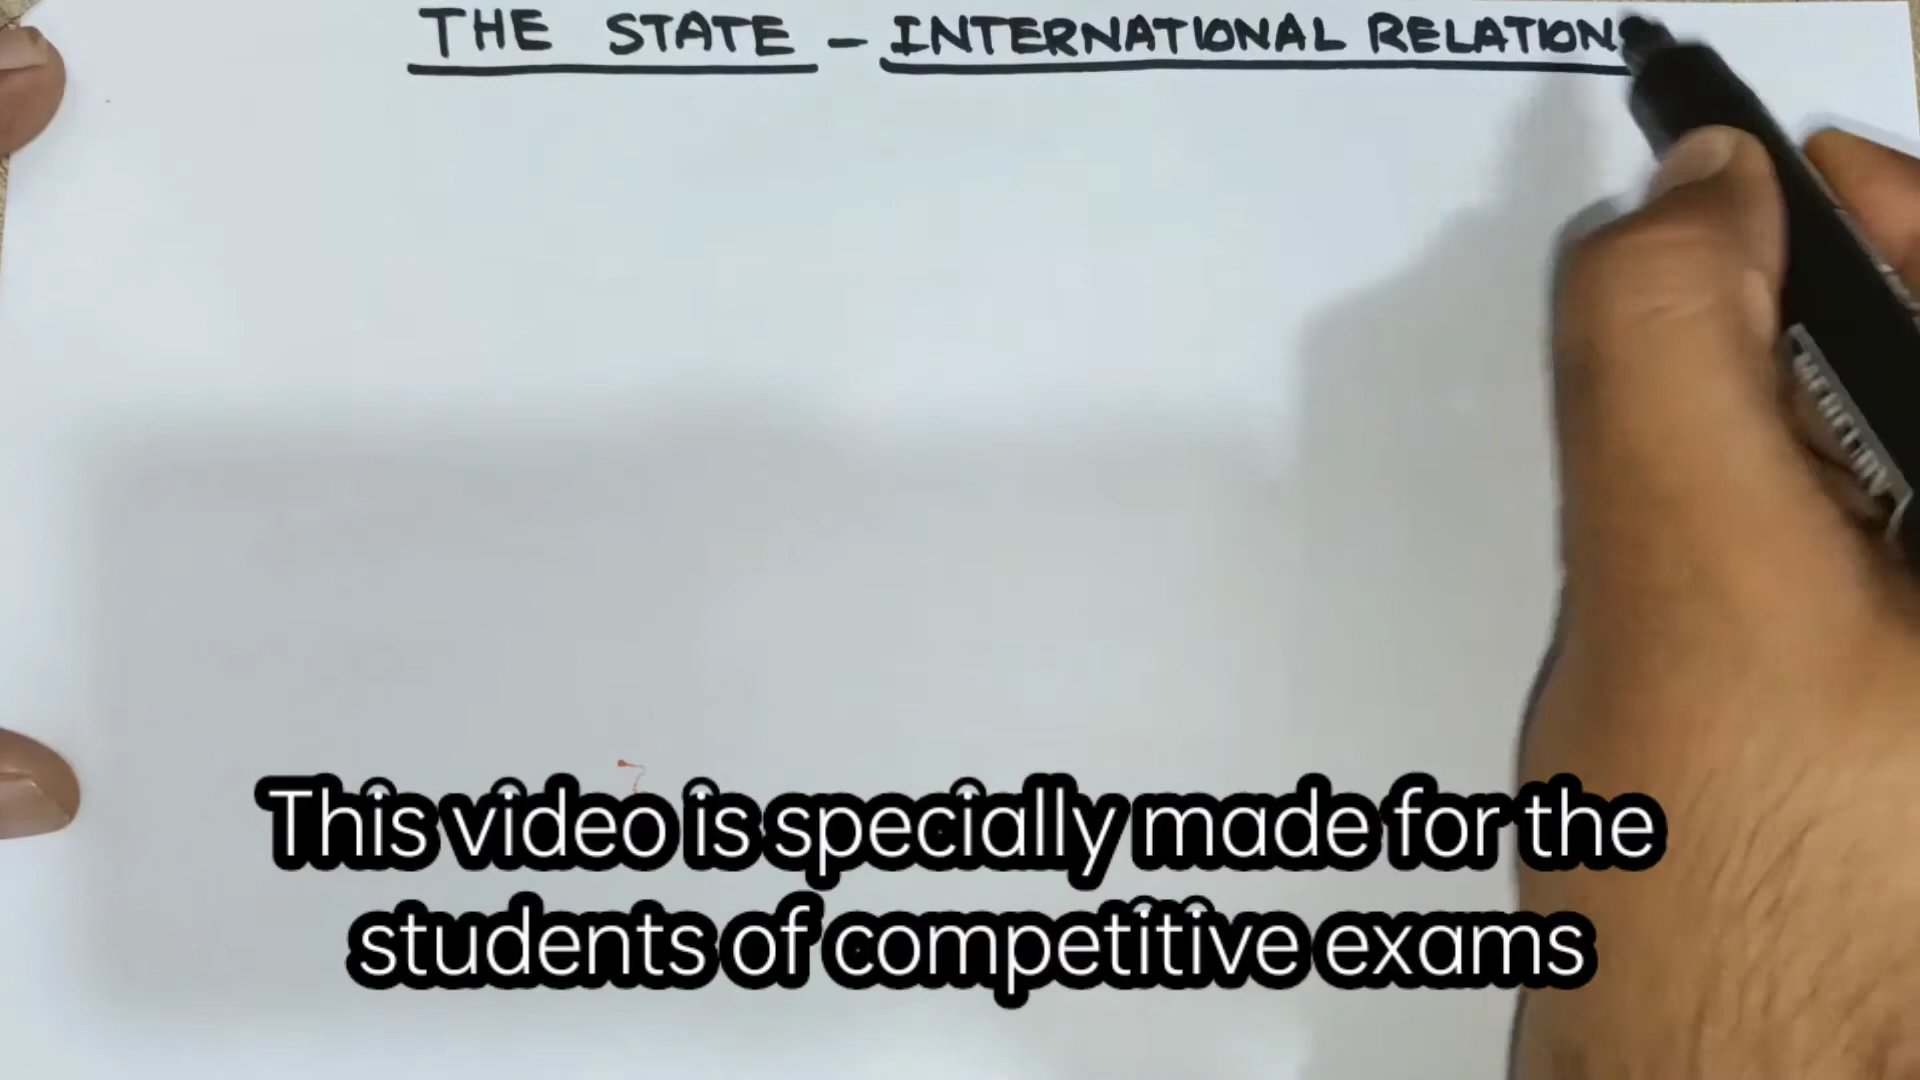 THE STATE - INTERNATIONAL RELATIONS
This video is specially made for the
students of competitive exams